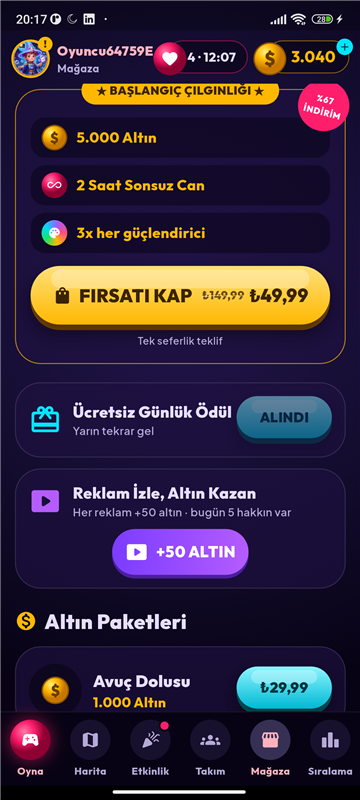 20:17
28
Oyuncu64759E
Mağaza
4 · 12:07
3.040
★ BAŞLANGIÇ ÇILGINLIĞI ★
%67
İNDİRİM
5.000 Altın
2 Saat Sonsuz Can
3x her güçlendirici
FIRSATI KAP ₺149,99 ₺49,99
Tek seferlik teklif
Ücretsiz Günlük Ödül
Yarın tekrar gel
ALINDI
Reklam İzle, Altın Kazan
Her reklam +50 altın · bugün 5 hakkın var
+50 ALTIN
Altın Paketleri
Avuç Dolusu
1.000 Altın
₺29,99
Oyna Harita Etkinlik Takım Mağaza Sıralama